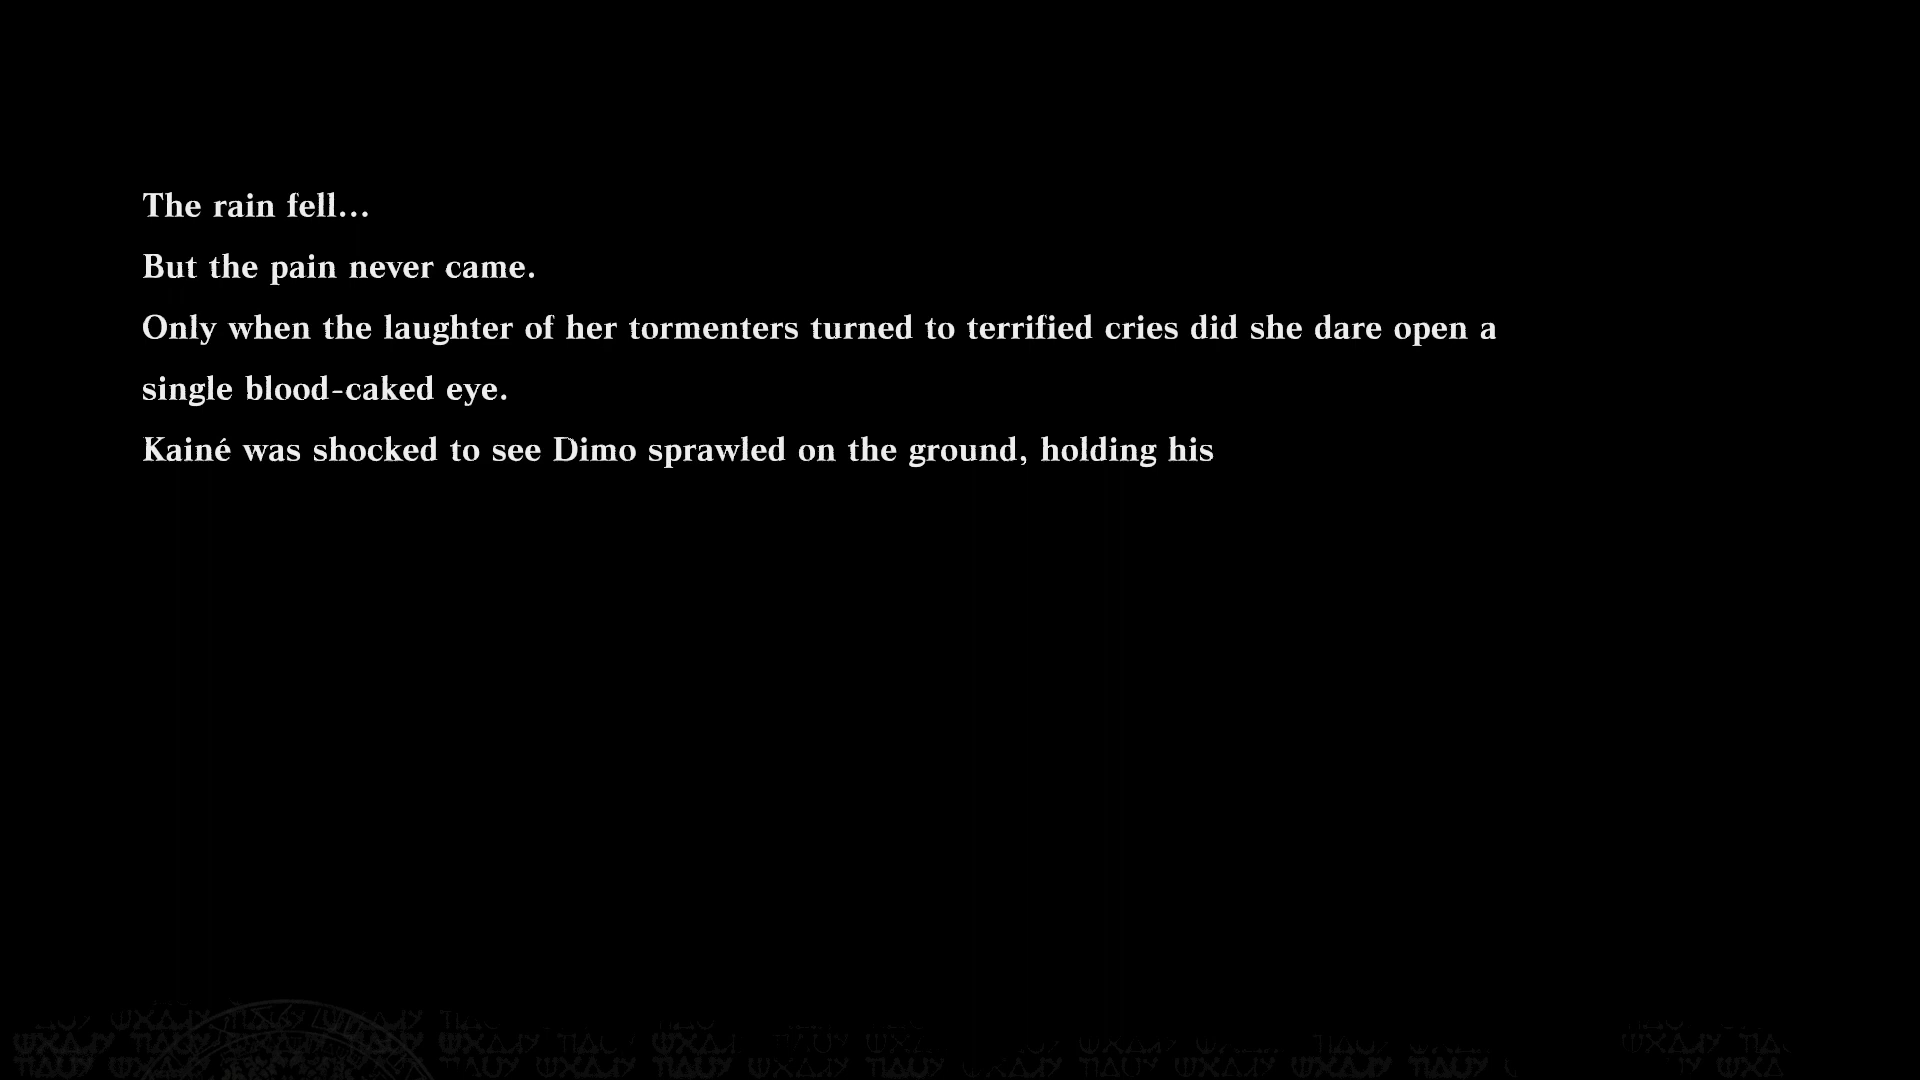 The rain fell...
But the pain never came.
Only when the laughter of her tormenters turned to terrified cries did she dare open a
single blood-caked eye.
Kainé was shocked to see Dimo sprawled on the ground, holding his